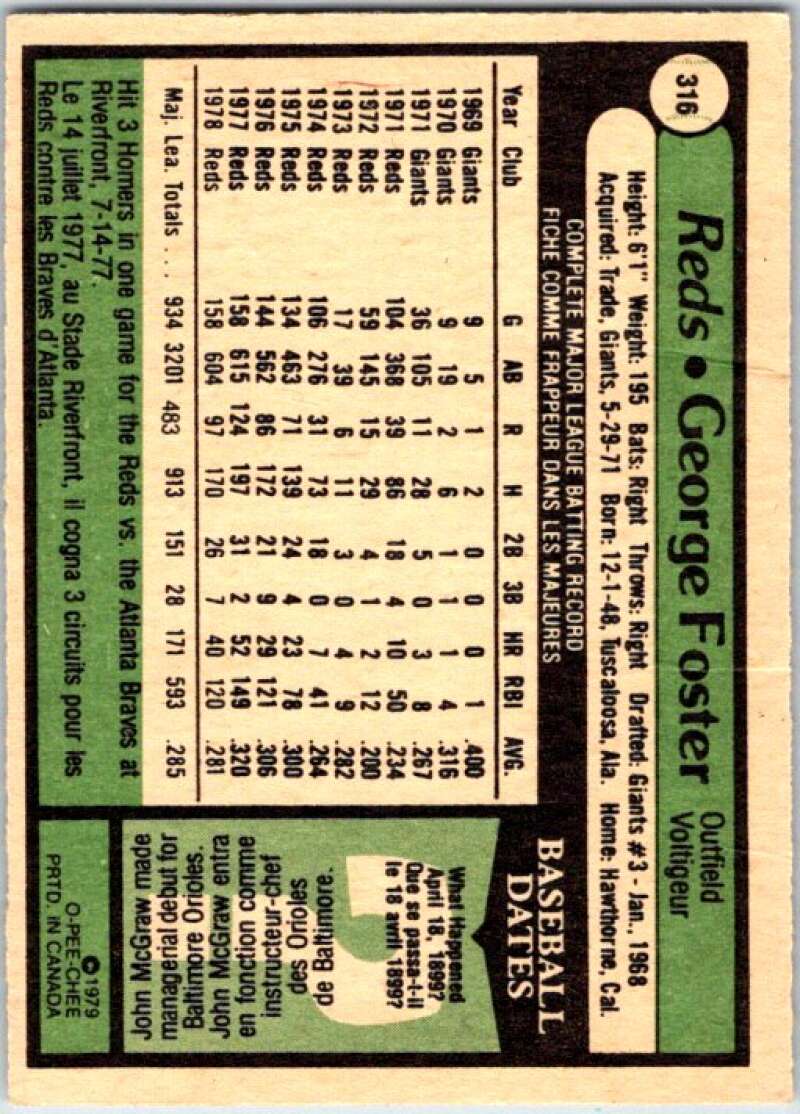 316
Reds • George Foster
Outfield
Voltigeur
Height: 6'1" Weight: 195 Bats: Right Throws: Right Drafted: Giants #3 - Jan., 1968
Acquired: Trade, Giants, 5-29-71 Born: 12-1-48, Tuscaloosa, Ala. Home: Hawthorne, Cal.
COMPLETE MAJOR LEAGUE BATTING RECORD
FICHE COMME FRAPPEUR DANS LES MAJEURES
Year Club G AB R H 2B 3B HR RBI AVG.
1969 Giants 9 5 1 2 0 0 0 1 .400
1970 Giants 9 19 2 6 1 1 1 4 .316
1971 Giants 36 105 11 28 5 0 3 8 .267
1971 Reds 104 368 39 86 18 4 10 50 .234
1972 Reds 59 145 15 29 4 1 2 12 .200
1973 Reds 17 39 6 11 3 0 4 9 .282
1974 Reds 106 276 31 73 18 0 7 41 .264
1975 Reds 134 463 71 139 24 4 23 78 .300
1976 Reds 144 562 86 172 21 9 29 121 .306
1977 Reds 158 615 124 197 31 2 52 149 .320
1978 Reds 158 604 97 170 26 7 40 120 .281
Maj. Lea. Totals . . . 934 3201 483 913 151 28 171 593 .285
Hit 3 Homers in one game for the Reds vs. the Atlanta Braves at
Riverfront, 7-14-77.
Le 14 juillet 1977, au Stade Riverfront, il cogna 3 circuits pour les
Reds contre les Braves d'Atlanta.
BASEBALL
DATES
What Happened
April 18, 1899?
Que se passa-t-il
le 18 avril 1899?
John McGraw made
managerial debut for
Baltimore Orioles.
John McGraw entra
en function comme
instructeur-chef
des Orioles
de Baltimore.
© 1979
O-PEE-CHEE
PRTD. IN CANADA